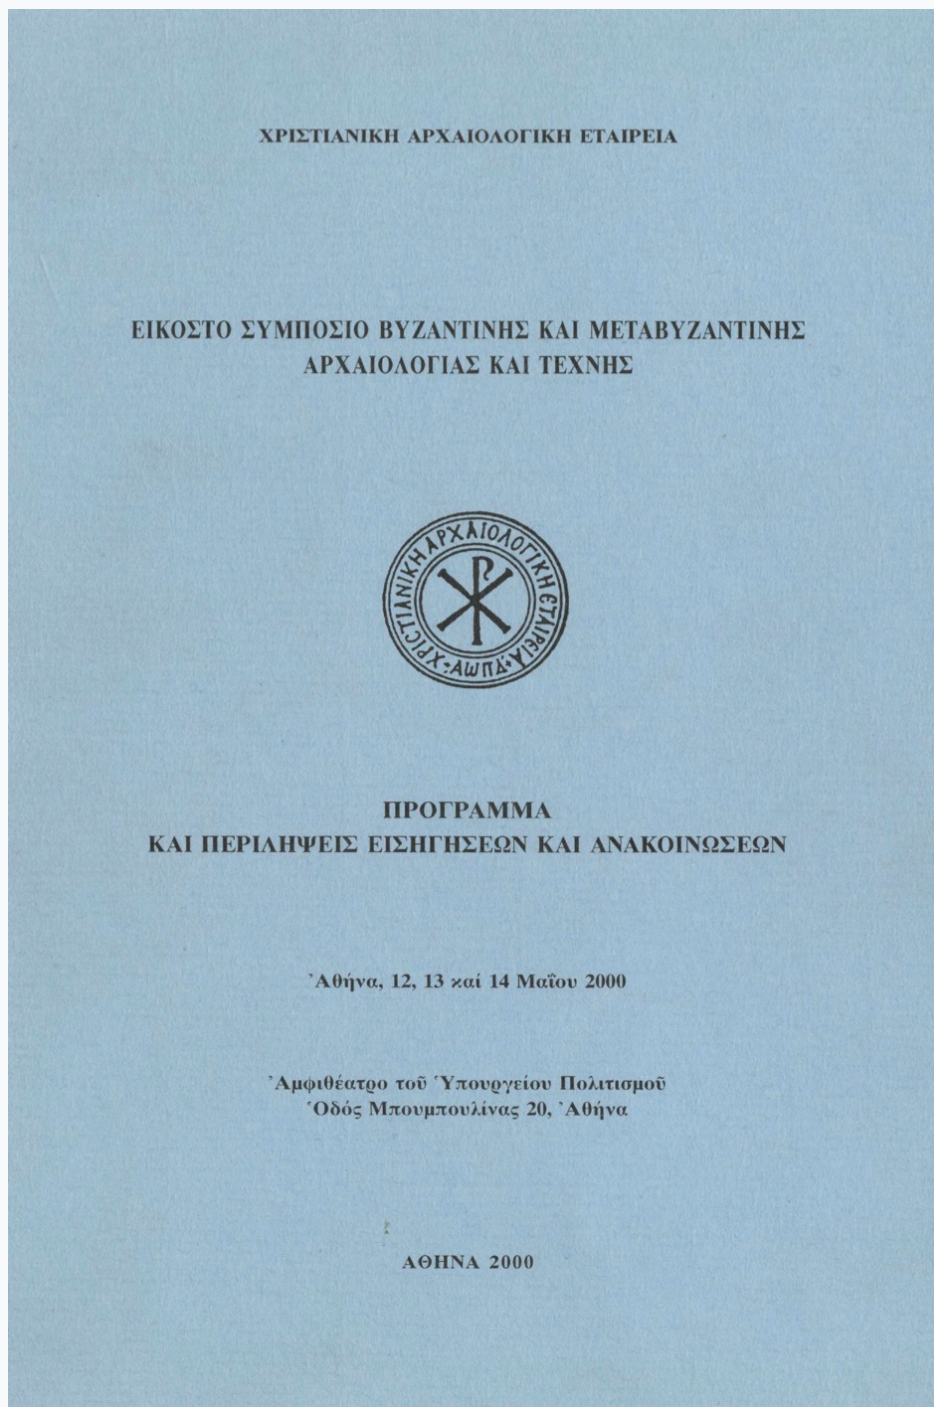 ΧΡΙΣΤΙΑΝΙΚΗ ΑΡΧΑΙΟΛΟΓΙΚΗ ΕΤΑΙΡΕΙΑ
ΕΙΚΟΣΤΟ ΣΥΜΠΟΣΙΟ ΒΥΖΑΝΤΙΝΗΣ ΚΑΙ ΜΕΤΑΒΥΖΑΝΤΙΝΗΣ
ΑΡΧΑΙΟΛΟΓΙΑΣ ΚΑΙ ΤΕΧΝΗΣ
ΧΡΙCΤΙΑΝΙΚΗ ΑΡΧΑΙΟΛΟΓΙΚΗ ΕΤΑΙΡΕΙΑ
ΑΩΠΔ
ΠΡΟΓΡΑΜΜΑ
ΚΑΙ ΠΕΡΙΛΗΨΕΙΣ ΕΙΣΗΓΗΣΕΩΝ ΚΑΙ ΑΝΑΚΟΙΝΩΣΕΩΝ
Ἀθήνα, 12, 13 καί 14 Μαΐου 2000
Ἀμφιθέατρο τοῦ Ὑπουργείου Πολιτισμοῦ
Ὁδός Μπουμπουλίνας 20, Ἀθήνα
ΑΘΗΝΑ 2000